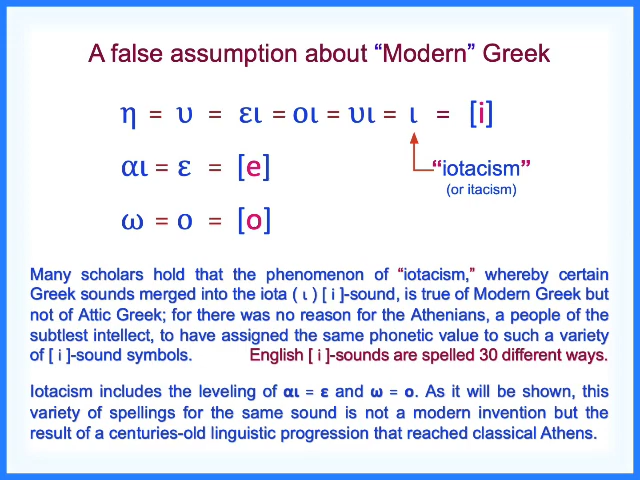 A false assumption about “Modern” Greek
η = υ = ει = οι = υι = ι = [i]
αι = ε = [e]
“iotacism”
(or itacism)
ω = ο = [o]
Many scholars hold that the phenomenon of “iotacism,” whereby certain
Greek sounds merged into the iota ( ι ) [ i ]-sound, is true of Modern Greek but
not of Attic Greek; for there was no reason for the Athenians, a people of the
subtlest intellect, to have assigned the same phonetic value to such a variety
of [ i ]-sound symbols. English [ i ]-sounds are spelled 30 different ways.
Iotacism includes the leveling of αι = ε and ω = ο. As it will be shown, this
variety of spellings for the same sound is not a modern invention but the
result of a centuries-old linguistic progression that reached classical Athens.